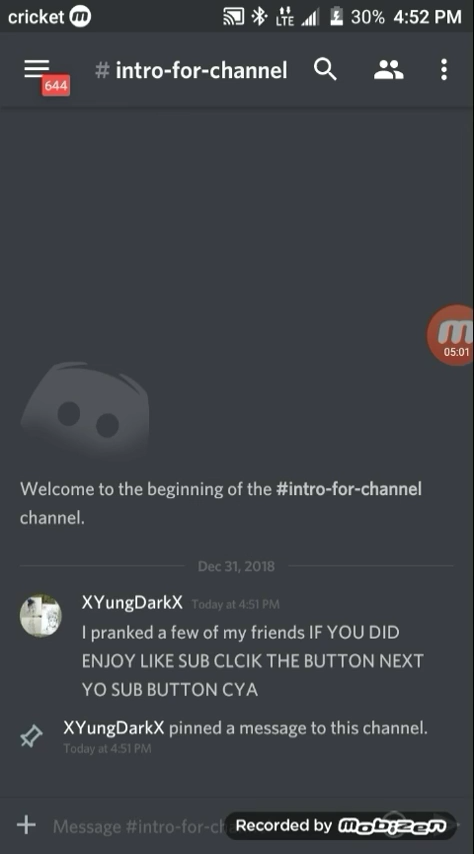 cricket m LTE 30% 4:52 PM
644
# intro-for-channel
m
05:01
Welcome to the beginning of the #intro-for-channel
channel.
Dec 31, 2018
XYungDarkX Today at 4:51 PM
I pranked a few of my friends IF YOU DID
ENJOY LIKE SUB CLCIK THE BUTTON NEXT
YO SUB BUTTON CYA
XYungDarkX pinned a message to this channel.
Today at 4:51 PM
+ Message #intro-for-ch
Recorded by Mobizen